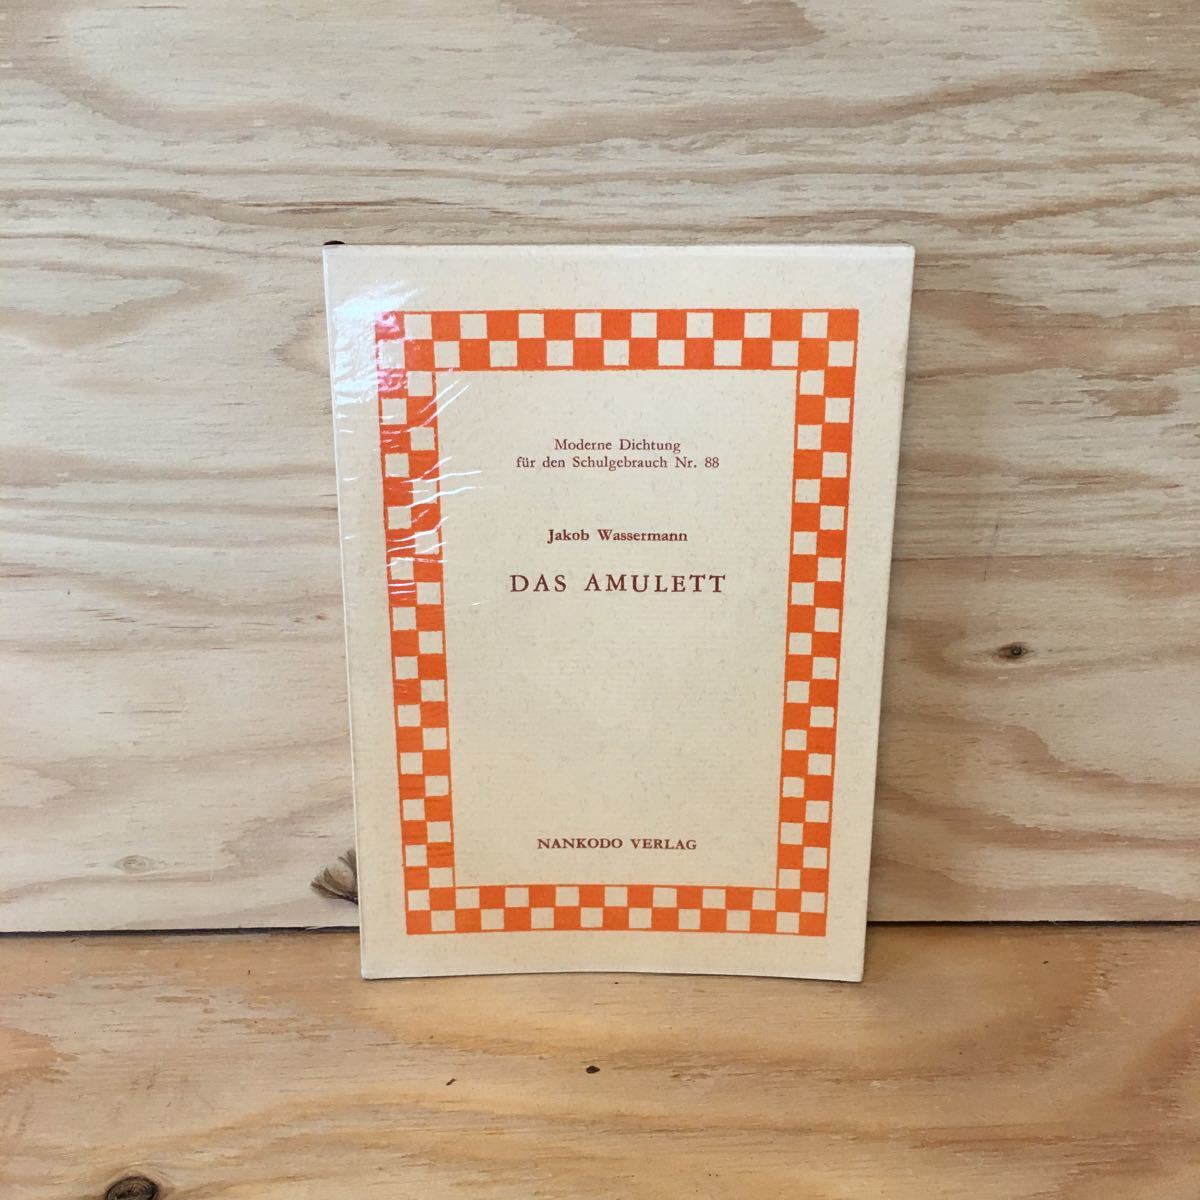 Moderne Dichtung
für den Schulgebrauch Nr. 88
Jakob Wassermann
DAS AMULETT
NANKODO VERLAG